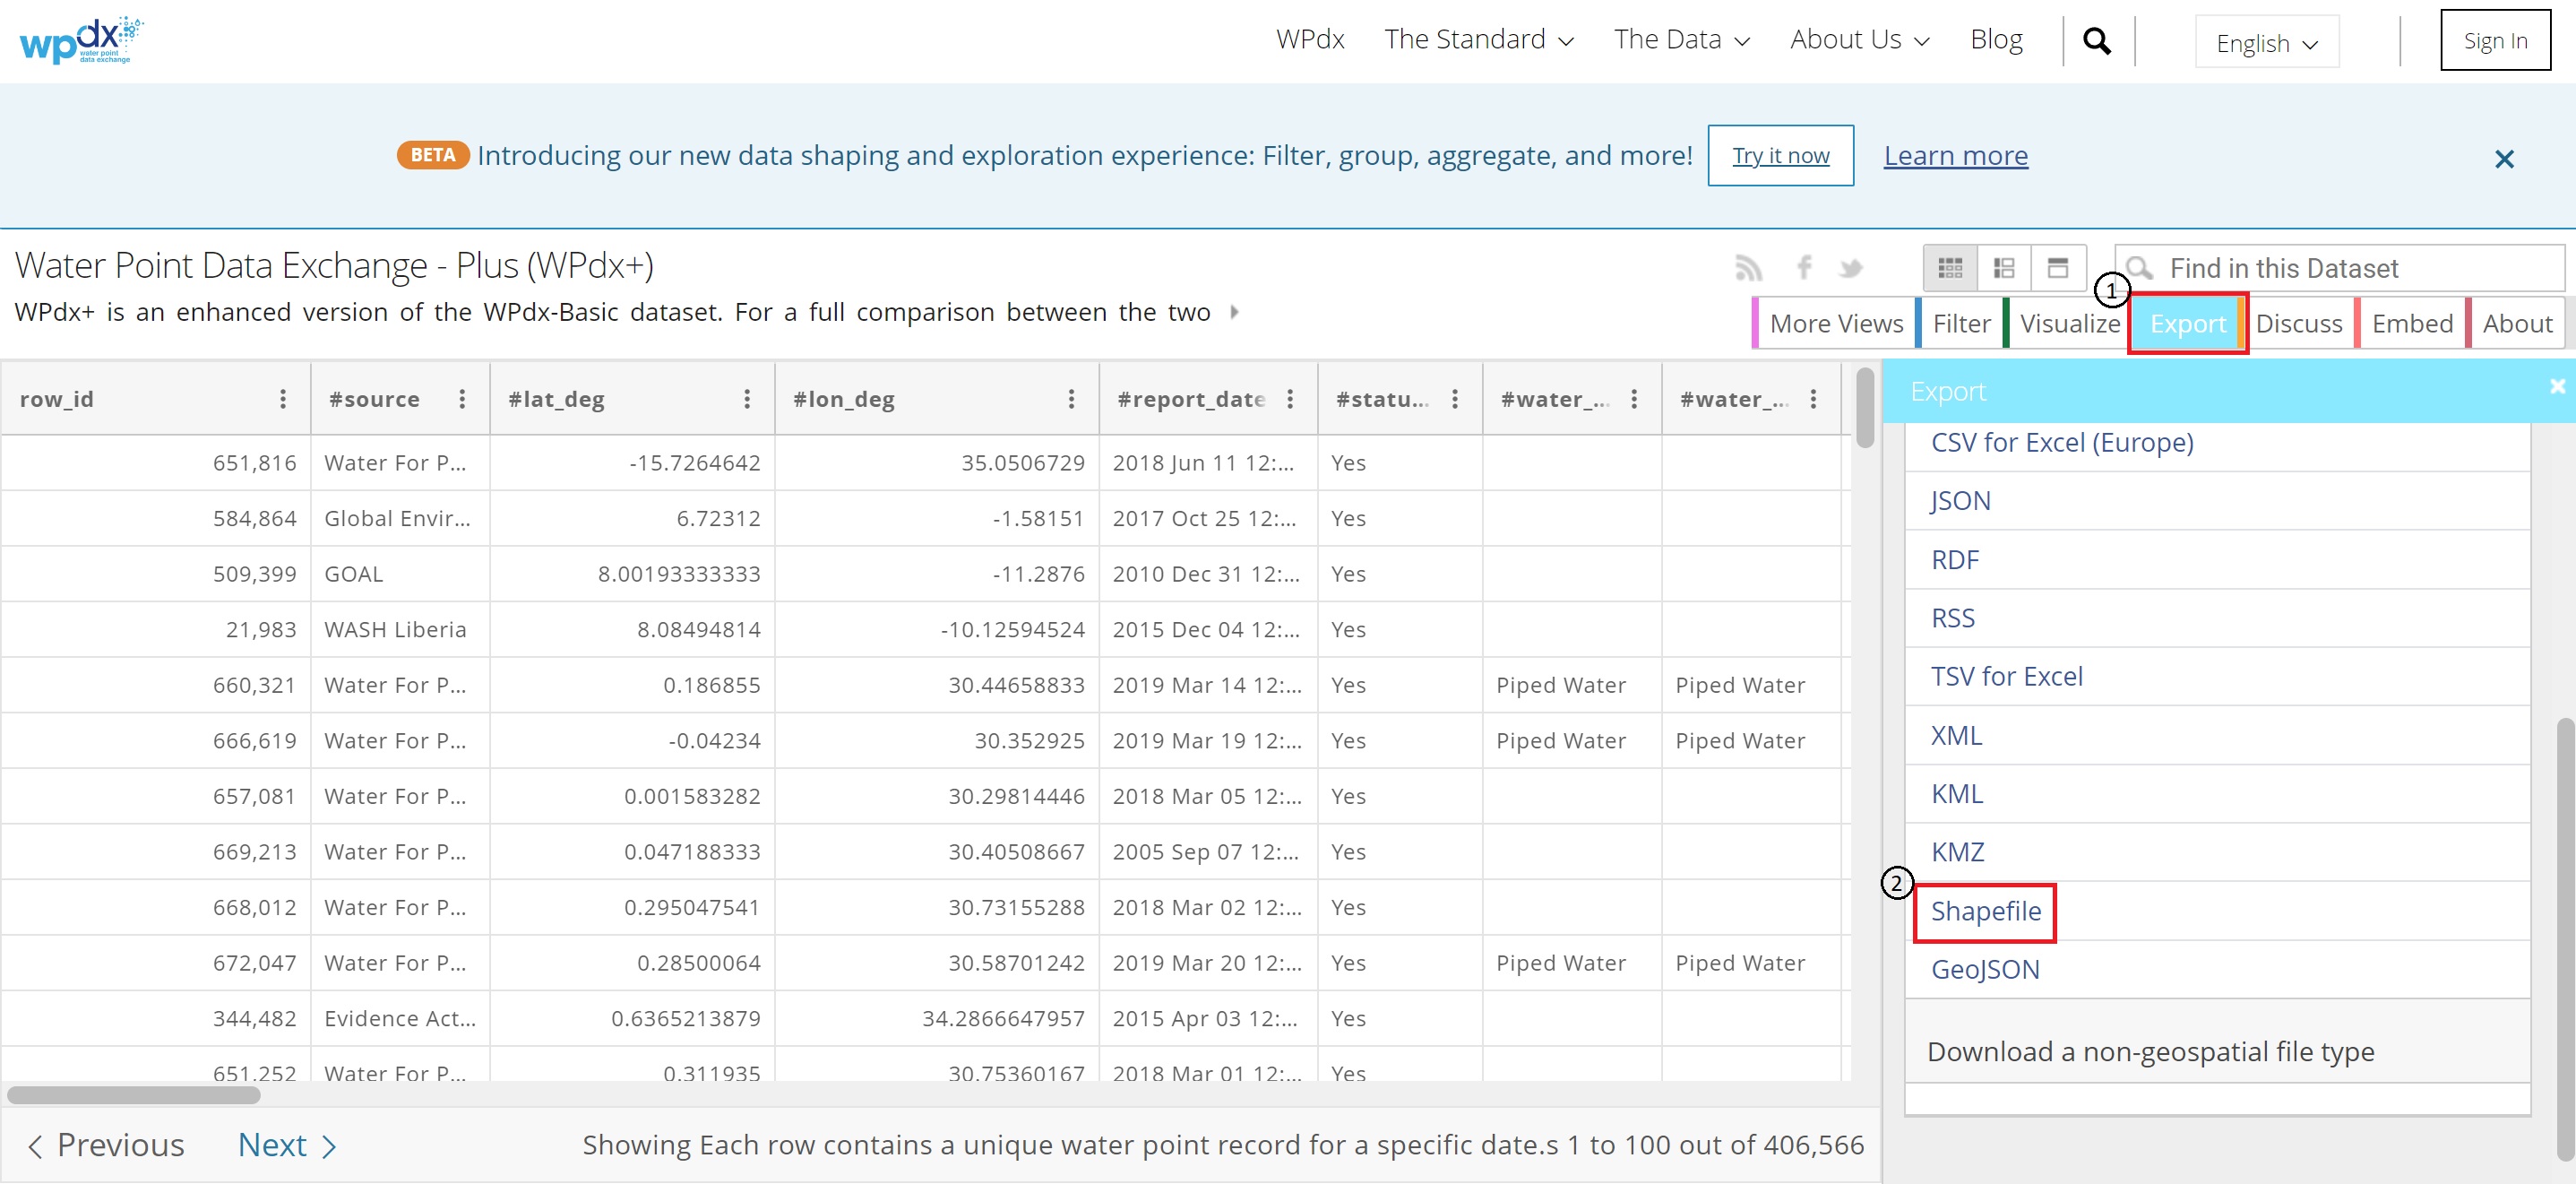 wpdx
water point
data exchange
WPdx The Standard The Data About Us Blog English Sign In
BETA Introducing our new data shaping and exploration experience: Filter, group, aggregate, and more! Try it now Learn more
Water Point Data Exchange - Plus (WPdx+)
Find in this Dataset
WPdx+ is an enhanced version of the WPdx-Basic dataset. For a full comparison between the two
1
More Views Filter Visualize Export Discuss Embed About
row_id #source #lat_deg #lon_deg #report_date #statu... #water_... #water_...
651,816 Water For P... -15.7264642 35.0506729 2018 Jun 11 12:... Yes
584,864 Global Envir... 6.72312 -1.58151 2017 Oct 25 12:... Yes
509,399 GOAL 8.00193333333 -11.2876 2010 Dec 31 12:... Yes
21,983 WASH Liberia 8.08494814 -10.12594524 2015 Dec 04 12:... Yes
660,321 Water For P... 0.186855 30.44658833 2019 Mar 14 12:... Yes Piped Water Piped Water
666,619 Water For P... -0.04234 30.352925 2019 Mar 19 12:... Yes Piped Water Piped Water
657,081 Water For P... 0.001583282 30.29814446 2018 Mar 05 12:... Yes
669,213 Water For P... 0.047188333 30.40508667 2005 Sep 07 12:... Yes
668,012 Water For P... 0.295047541 30.73155288 2018 Mar 02 12:... Yes
672,047 Water For P... 0.28500064 30.58701242 2019 Mar 20 12:... Yes Piped Water Piped Water
344,482 Evidence Act... 0.6365213879 34.2866647957 2015 Apr 03 12:... Yes
651,252 Water For P... 0.311935 30.75360167 2018 Mar 01 12:... Yes
Previous Next Showing Each row contains a unique water point record for a specific date.s 1 to 100 out of 406,566
Export
CSV for Excel (Europe)
JSON
RDF
RSS
TSV for Excel
XML
KML
KMZ
2
Shapefile
GeoJSON
Download a non-geospatial file type